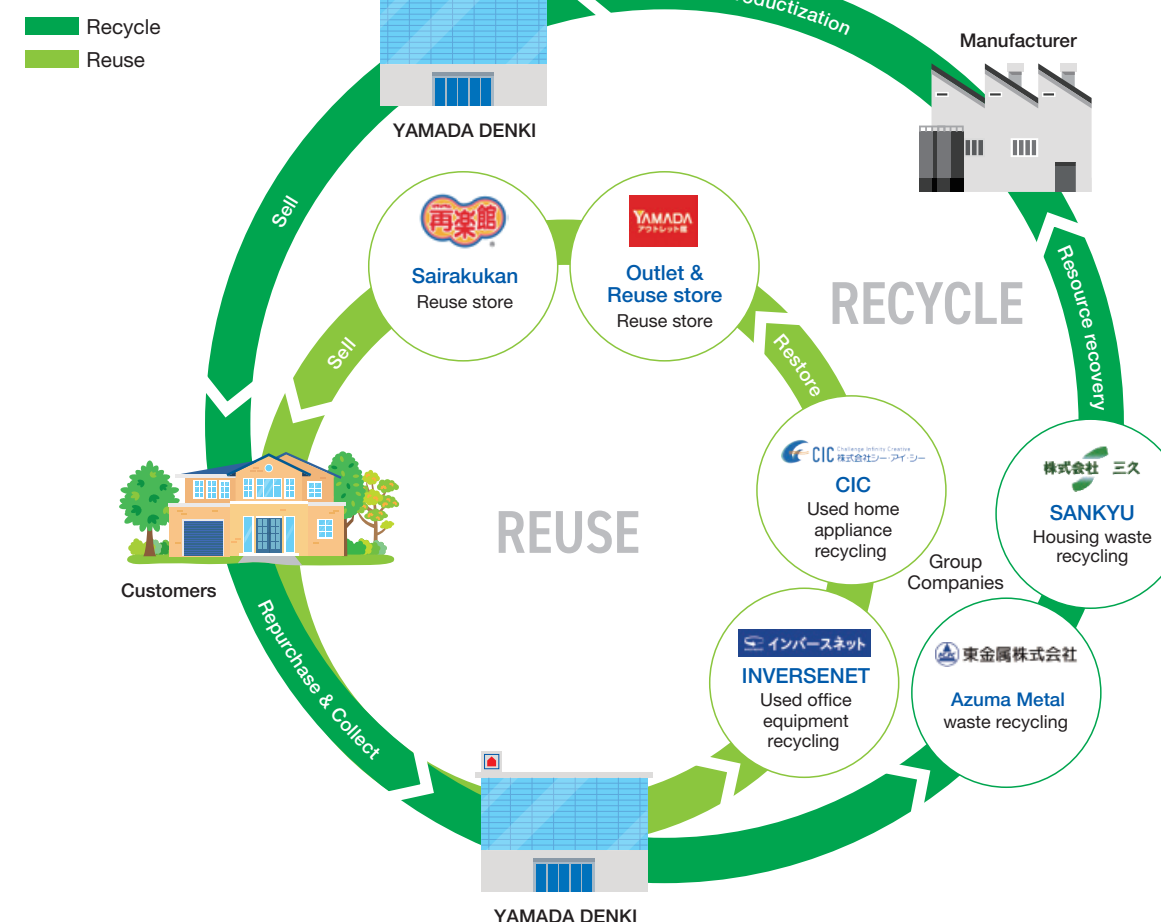 Recycle
Reuse
oductization
Manufacturer
YAMADA DENKI
Sell
再楽館
Sairakukan
Reuse store
YAMADA
アウトレット館
Outlet &
Reuse store
Reuse store
RECYCLE
Resource recovery
Sell
Restore
CIC Challenge Infinity Creative
株式会社シー・アイ・シー
CIC
Used home
appliance
recycling
株式会社 三久
SANKYU
Housing waste
recycling
REUSE
Group
Companies
Customers
Repurchase & Collect
インバースネット
INVERSENET
Used office
equipment
recycling
東金属株式会社
Azuma Metal
waste recycling
YAMADA DENKI